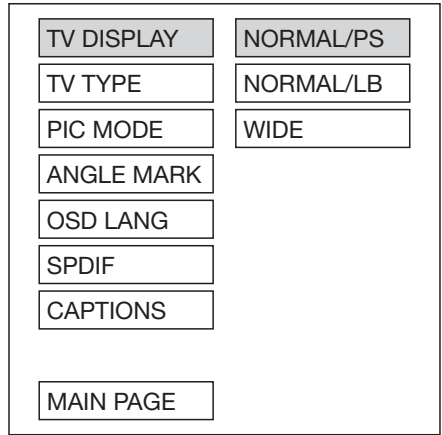 TV DISPLAY
NORMAL/PS
TV TYPE
NORMAL/LB
PIC MODE
WIDE
ANGLE MARK
OSD LANG
SPDIF
CAPTIONS
MAIN PAGE